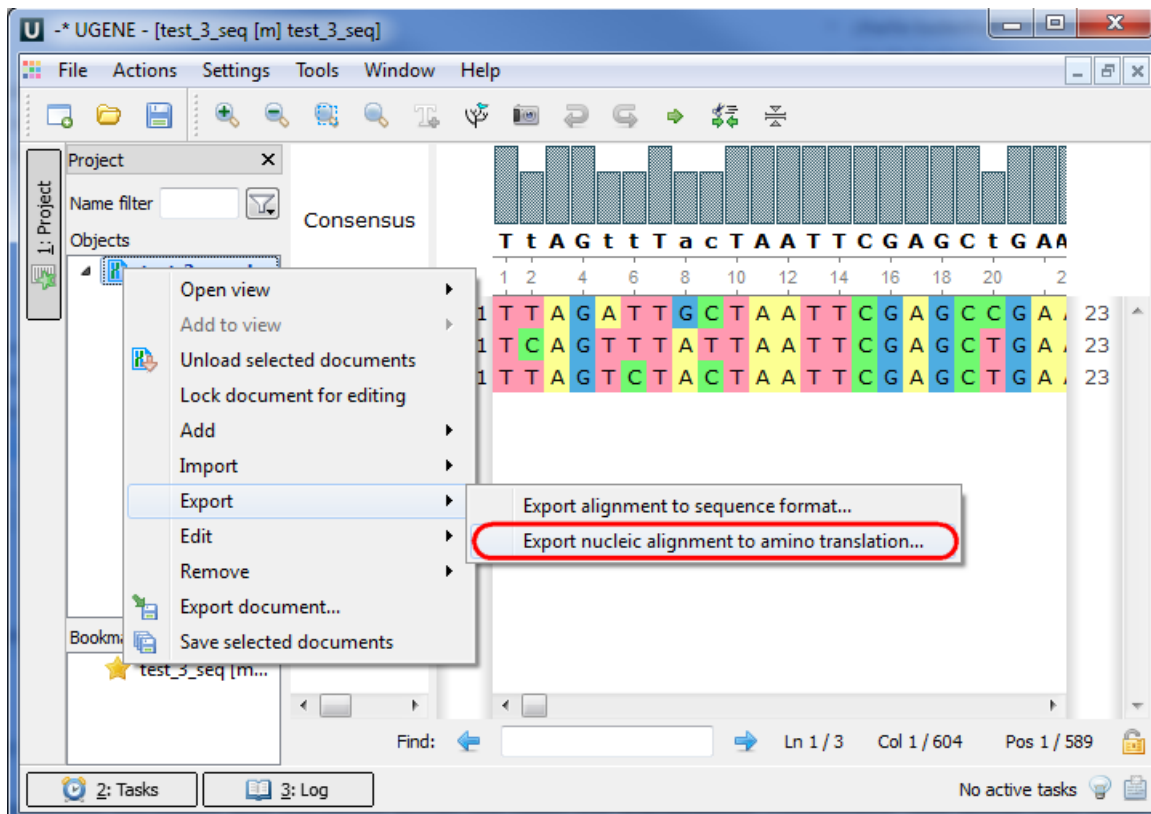 -* UGENE - [test_3_seq [m] test_3_seq]
File Actions Settings Tools Window Help
1: Project
Project
Name filter
Objects
Consensus
T t A G t t T a c T A A T T C G A G C t G A A
1 2 4 6 8 10 12 14 16 18 20 2
1 T T A G A T T G C T A A T T C G A G C C G A 23
1 T C A G T T T A T T A A T T C G A G C T G A 23
1 T T A G T C T A C T A A T T C G A G C T G A 23
Open view
Add to view
Unload selected documents
Lock document for editing
Add
Import
Export
Edit
Remove
Export document...
Save selected documents
Export alignment to sequence format...
Export nucleic alignment to amino translation...
Bookm
test_3_seq [m...
Find:
Ln 1 / 3 Col 1 / 604 Pos 1 / 589
2: Tasks 3: Log No active tasks